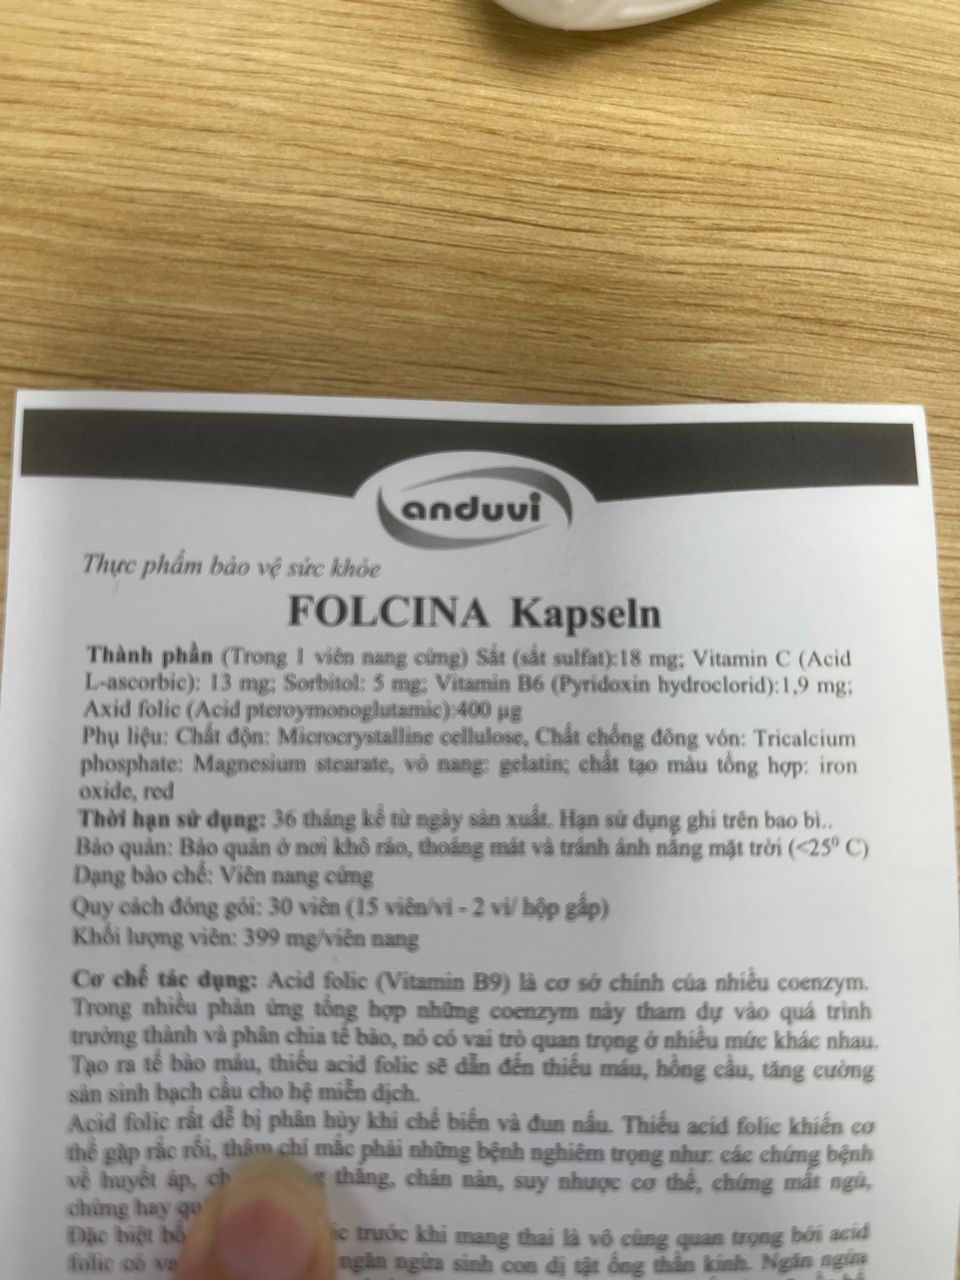 anduvi
Thực phẩm bảo vệ sức khỏe
FOLCINA Kapseln
Thành phần (Trong 1 viên nang cứng) Sắt (sắt sulfat):18 mg; Vitamin C (Acid
L-ascorbic): 13 mg; Sorbitol: 5 mg; Vitamin B6 (Pyridoxin hydroclorid):1,9 mg;
Axid folic (Acid pteroymonoglutamic):400 µg
Phụ liệu: Chất độn: Microcrystalline cellulose, Chất chống đông vón: Tricalcium
phosphate: Magnesium stearate, vỏ nang: gelatin; chất tạo màu tổng hợp: iron
oxide, red
Thời hạn sử dụng: 36 tháng kể từ ngày sản xuất. Hạn sử dụng ghi trên bao bì..
Bảo quản: Bảo quản ở nơi khô ráo, thoáng mát và tránh ánh nắng mặt trời (<25⁰ C)
Dạng bào chế: Viên nang cứng
Quy cách đóng gói: 30 viên (15 viên/vỉ - 2 vỉ/ hộp gấp)
Khối lượng viên: 399 mg/viên nang
Cơ chế tác dụng: Acid folic (Vitamin B9) là cơ sở chính của nhiều coenzym.
Trong nhiều phản ứng tổng hợp những coenzym này tham dự vào quá trình
trưởng thành và phân chia tế bào, nó có vai trò quan trọng ở nhiều mức khác nhau.
Tạo ra tế bào máu, thiếu acid folic sẽ dẫn đến thiếu máu, hồng cầu, tăng cường
sản sinh bạch cầu cho hệ miễn dịch.
Acid folic rất dễ bị phân hủy khi chế biến và đun nấu. Thiếu acid folic khiến cơ
thể gặp rắc rối, thậm chí mắc phải những bệnh nghiêm trọng như: các chứng bệnh
về huyết áp, thẳng, chán nản, suy nhược cơ thể, chứng mất ngủ,
chứng hay
Đặc biệt trước khi mang thai là vô cùng quan trọng bởi acid
folic có ngăn ngừa sinh con dị tật ống thần kinh. Ngăn ngừa